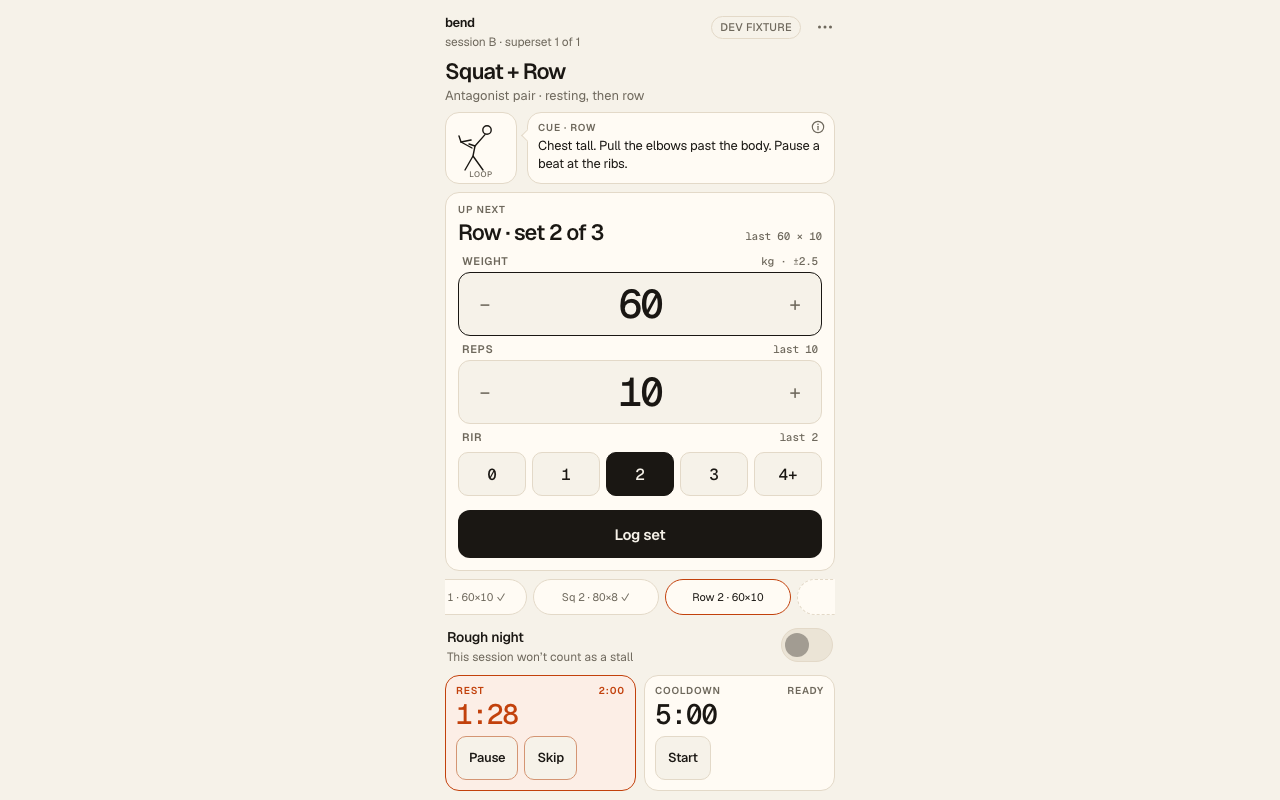 bend
DEV FIXTURE
session B · superset 1 of 1
Squat + Row
Antagonist pair · resting, then row
LOOP
CUE · ROW
Chest tall. Pull the elbows past the body. Pause a
beat at the ribs.
UP NEXT
Row · set 2 of 3
last 60 × 10
WEIGHT
kg · ±2.5
− 60 +
REPS
last 10
− 10 +
RIR
last 2
0 1 2 3 4+
Log set
1 · 60×10 ✓
Sq 2 · 80×8 ✓
Row 2 · 60×10
Rough night
This session won’t count as a stall
REST 2:00
1:28
Pause Skip
COOLDOWN READY
5:00
Start